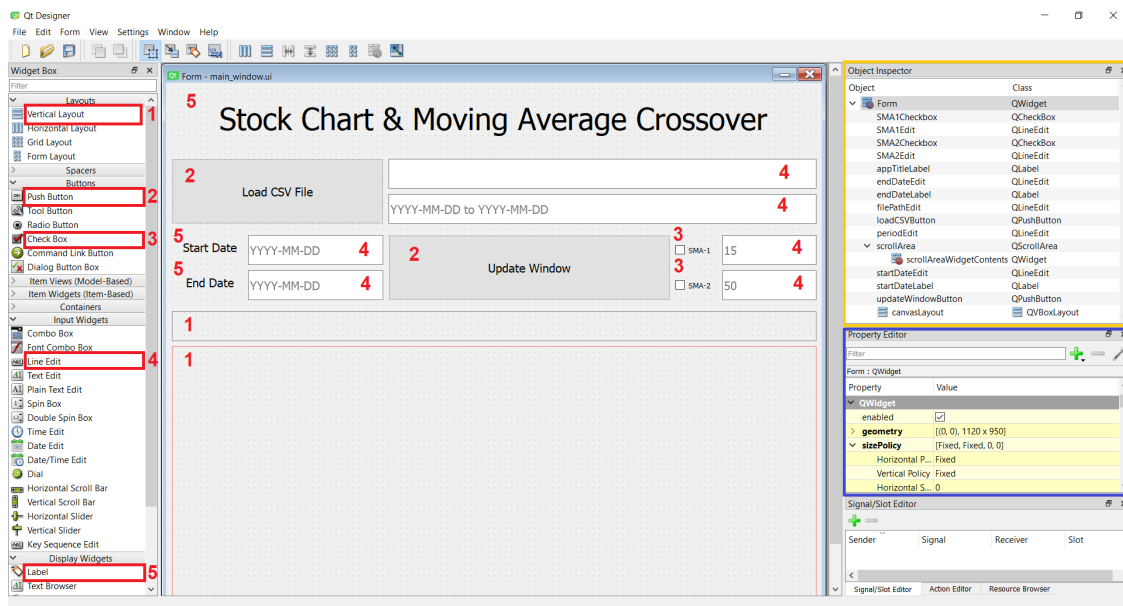 Qt Designer
File Edit Form View Settings Window Help
Widget Box
Filter
Layouts
Vertical Layout 1
Horizontal Layout
Grid Layout
Form Layout
Spacers
Buttons
Push Button 2
Tool Button
Radio Button
Check Box 3
Command Link Button
Dialog Button Box
Item Views (Model-Based)
Item Widgets (Item-Based)
Containers
Input Widgets
Combo Box
Font Combo Box
Line Edit 4
Text Edit
Plain Text Edit
Spin Box
Double Spin Box
Time Edit
Date Edit
Date/Time Edit
Dial
Horizontal Scroll Bar
Vertical Scroll Bar
Horizontal Slider
Vertical Slider
Key Sequence Edit
Display Widgets
Label 5
Text Browser
Form - main_window.ui
5
Stock Chart & Moving Average Crossover
2
Load CSV File
4
YYYY-MM-DD to YYYY-MM-DD 4
5
Start Date YYYY-MM-DD 4
5
End Date YYYY-MM-DD 4
2
Update Window
3
SMA-1 15 4
3
SMA-2 50 4
1
1
Object Inspector
Object Class
Form QWidget
SMA1Checkbox QCheckBox
SMA1Edit QLineEdit
SMA2Checkbox QCheckBox
SMA2Edit QLineEdit
appTitleLabel QLabel
endDateEdit QLineEdit
endDateLabel QLabel
filePathEdit QLineEdit
loadCSVButton QPushButton
periodEdit QLineEdit
scrollArea QScrollArea
scrollAreaWidgetContents QWidget
startDateEdit QLineEdit
startDateLabel QLabel
updateWindowButton QPushButton
canvasLayout QVBoxLayout
Property Editor
Filter
Form : QWidget
Property Value
QWidget
enabled
geometry [(0, 0), 1120 x 950]
sizePolicy [Fixed, Fixed, 0, 0]
Horizontal P... Fixed
Vertical Policy Fixed
Horizontal S... 0
Signal/Slot Editor
Sender Signal Receiver Slot
Signal/Slot Editor Action Editor Resource Browser